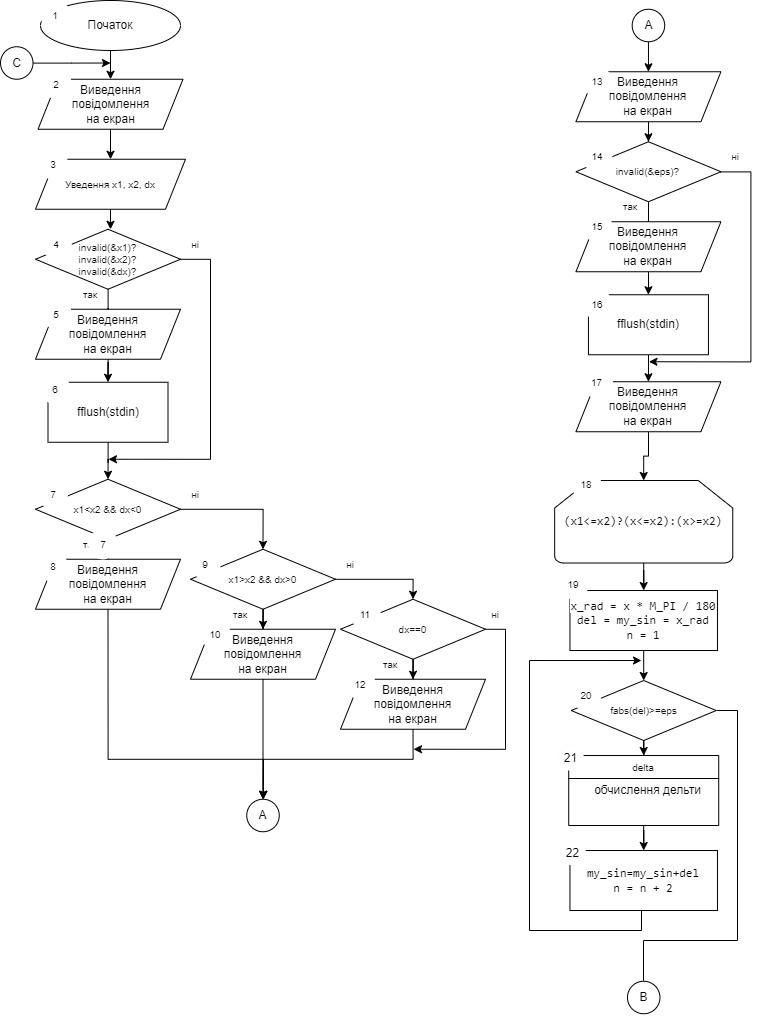 1
Початок
C
2
Виведення
повідомлення
на екран
3
Уведення x1, x2, dx
4
invalid(&x1)?
invalid(&x2)?
invalid(&dx)?
ні
так
5
Виведення
повідомлення
на екран
6
fflush(stdin)
7
x1<x2 && dx<0
ні
т.
7
8
Виведення
повідомлення
на екран
9
x1>x2 && dx>0
ні
так
10
Виведення
повідомлення
на екран
11
dx==0
ні
так
12
Виведення
повідомлення
на екран
A
A
13
Виведення
повідомлення
на екран
14
invalid(&eps)?
ні
так
15
Виведення
повідомлення
на екран
16
fflush(stdin)
17
Виведення
повідомлення
на екран
18
(x1<=x2)?(x<=x2):(x>=x2)
19
x_rad = x * M_PI / 180
del = my_sin = x_rad
n = 1
20
fabs(del)>=eps
21
delta
обчислення дельти
22
my_sin=my_sin+del
n = n + 2
B